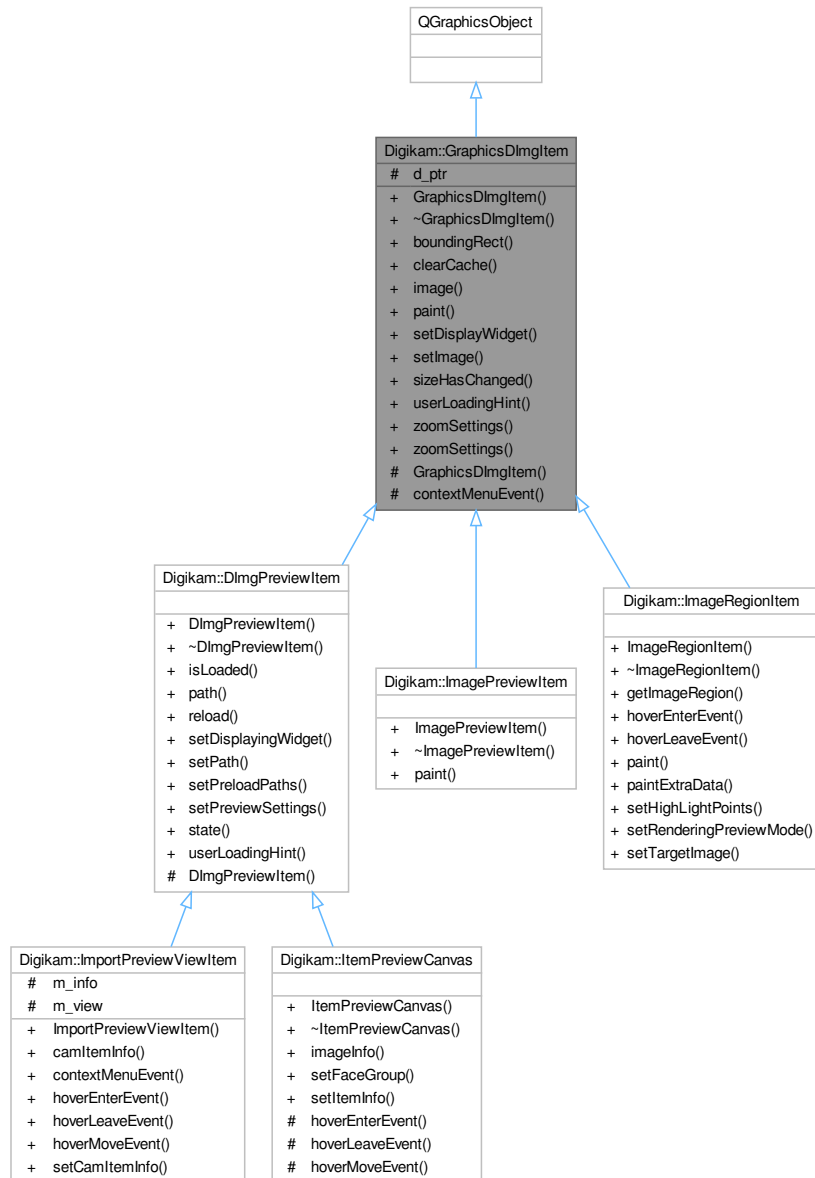 QGraphicsObject
Digikam::GraphicsDImgItem
# d_ptr
+ GraphicsDImgItem()
+ ~GraphicsDImgItem()
+ boundingRect()
+ clearCache()
+ image()
+ paint()
+ setDisplayWidget()
+ setImage()
+ sizeHasChanged()
+ userLoadingHint()
+ zoomSettings()
+ zoomSettings()
# GraphicsDImgItem()
# contextMenuEvent()
Digikam::DImgPreviewItem
+ DImgPreviewItem()
+ ~DImgPreviewItem()
+ isLoaded()
+ path()
+ reload()
+ setDisplayingWidget()
+ setPath()
+ setPreloadPaths()
+ setPreviewSettings()
+ state()
+ userLoadingHint()
# DImgPreviewItem()
Digikam::ImagePreviewItem
+ ImagePreviewItem()
+ ~ImagePreviewItem()
+ paint()
Digikam::ImageRegionItem
+ ImageRegionItem()
+ ~ImageRegionItem()
+ getImageRegion()
+ hoverEnterEvent()
+ hoverLeaveEvent()
+ paint()
+ paintExtraData()
+ setHighLightPoints()
+ setRenderingPreviewMode()
+ setTargetImage()
Digikam::ImportPreviewViewItem
# m_info
# m_view
+ ImportPreviewViewItem()
+ camItemInfo()
+ contextMenuEvent()
+ hoverEnterEvent()
+ hoverLeaveEvent()
+ hoverMoveEvent()
+ setCamItemInfo()
Digikam::ItemPreviewCanvas
+ ItemPreviewCanvas()
+ ~ItemPreviewCanvas()
+ imageInfo()
+ setFaceGroup()
+ setItemInfo()
# hoverEnterEvent()
# hoverLeaveEvent()
# hoverMoveEvent()